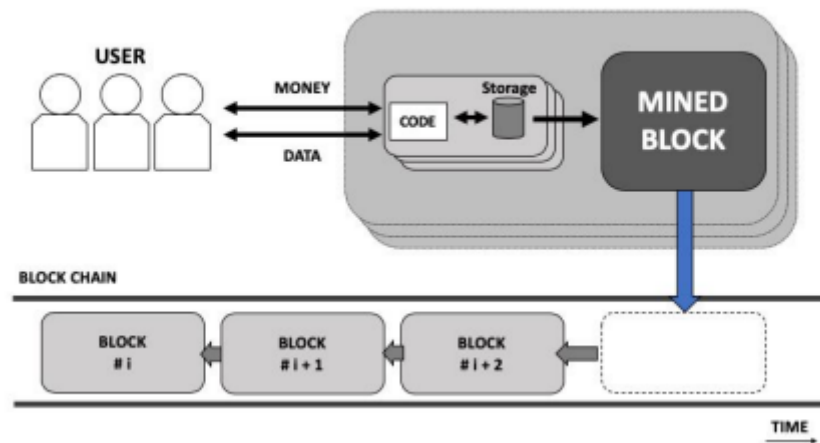 USER
MONEY
DATA
CODE
Storage
MINED
BLOCK
BLOCK CHAIN
BLOCK
# i
BLOCK
# i + 1
BLOCK
# i + 2
TIME